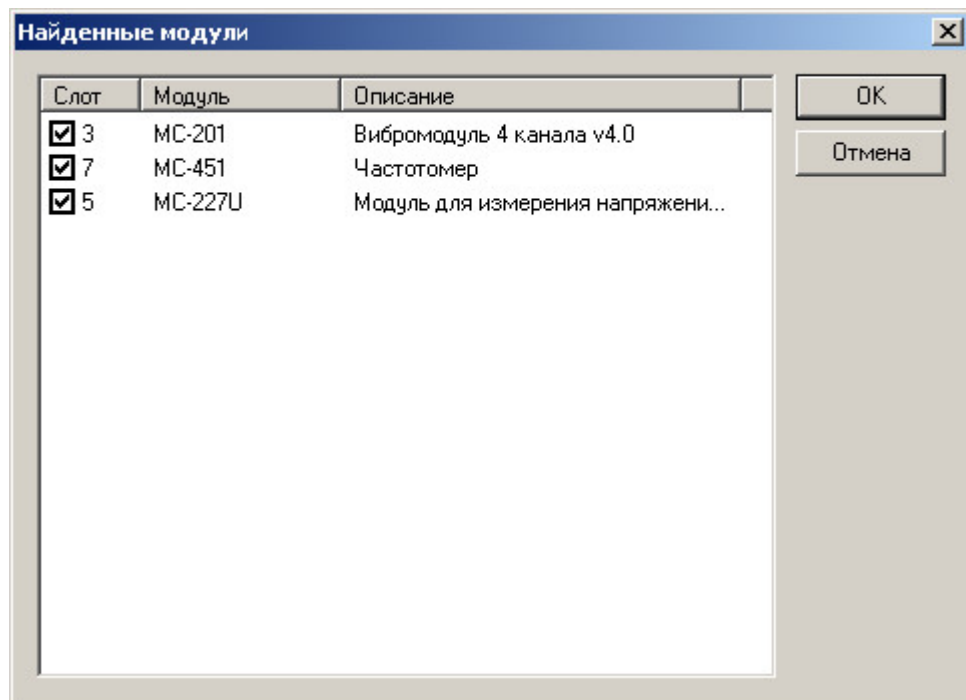 Найденные модули
Слот Модуль Описание
3 MC-201 Вибромодуль 4 канала v4.0
7 MC-451 Частотомер
5 MC-227U Модуль для измерения напряжени...
OK
Отмена